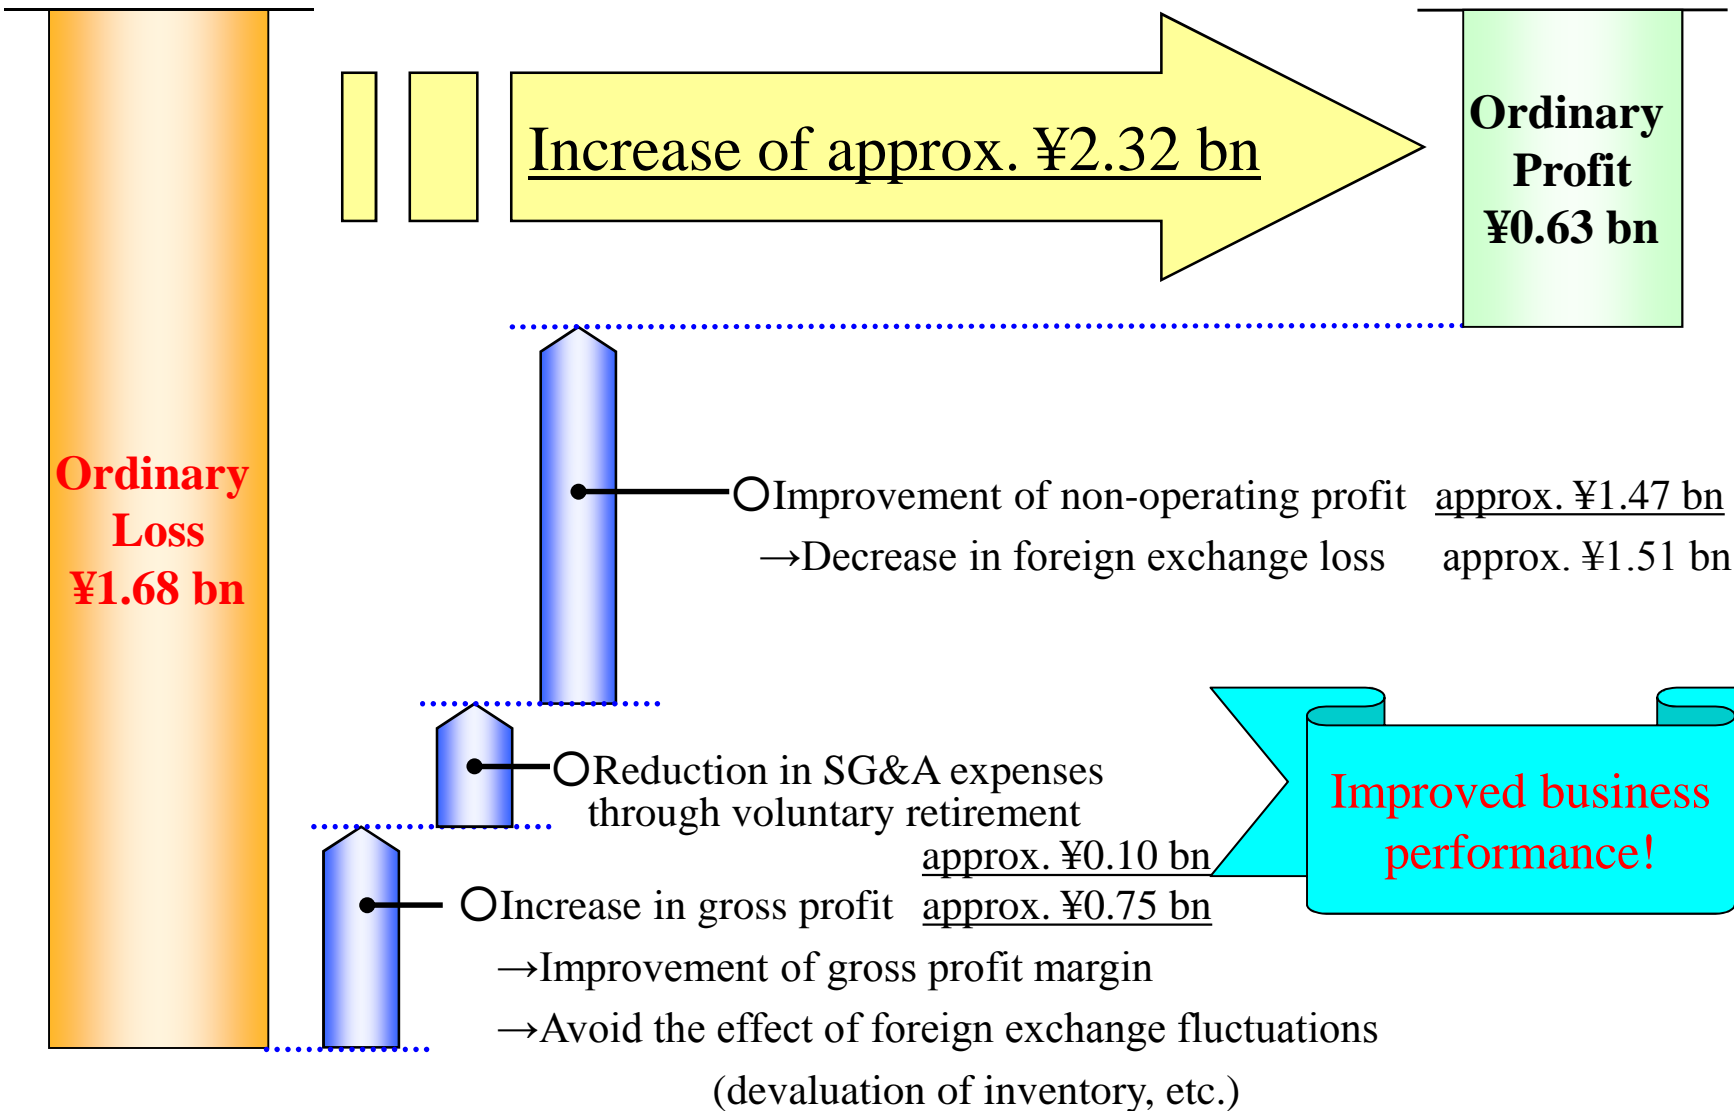 Increase of approx. ¥2.32 bn
Ordinary
Profit
¥0.63 bn
Ordinary
Loss
¥1.68 bn
○Improvement of non-operating profit approx. ¥1.47 bn
→Decrease in foreign exchange loss approx. ¥1.51 bn
○Reduction in SG&A expenses
through voluntary retirement
approx. ¥0.10 bn
○Increase in gross profit approx. ¥0.75 bn
→Improvement of gross profit margin
→Avoid the effect of foreign exchange fluctuations
(devaluation of inventory, etc.)
Improved business
performance!